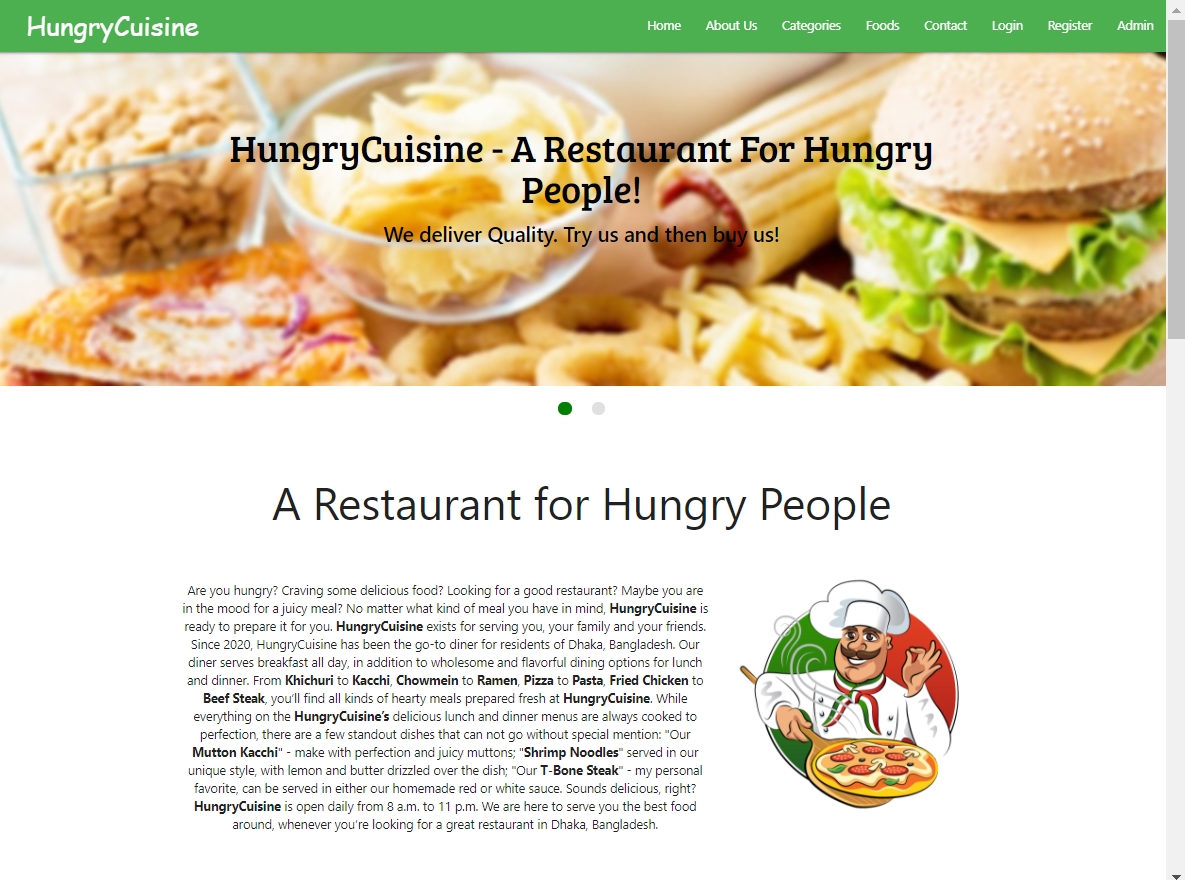 HungryCuisine
Home About Us Categories Foods Contact Login Register Admin
HungryCuisine - A Restaurant For Hungry
People!
We deliver Quality. Try us and then buy us!
A Restaurant for Hungry People
Are you hungry? Craving some delicious food? Looking for a good restaurant? Maybe you are
in the mood for a juicy meal? No matter what kind of meal you have in mind, HungryCuisine is
ready to prepare it for you. HungryCuisine exists for serving you, your family and your friends.
Since 2020, HungryCuisine has been the go-to diner for residents of Dhaka, Bangladesh. Our
diner serves breakfast all day, in addition to wholesome and flavorful dining options for lunch
and dinner. From Khichuri to Kacchi, Chowmein to Ramen, Pizza to Pasta, Fried Chicken to
Beef Steak, you’ll find all kinds of hearty meals prepared fresh at HungryCuisine. While
everything on the HungryCuisine’s delicious lunch and dinner menus are always cooked to
perfection, there are a few standout dishes that can not go without special mention: "Our
Mutton Kacchi" - make with perfection and juicy muttons; "Shrimp Noodles" served in our
unique style, with lemon and butter drizzled over the dish; "Our T-Bone Steak" - my personal
favorite, can be served in either our homemade red or white sauce. Sounds delicious, right?
HungryCuisine is open daily from 8 a.m. to 11 p.m. We are here to serve you the best food
around, whenever you’re looking for a great restaurant in Dhaka, Bangladesh.